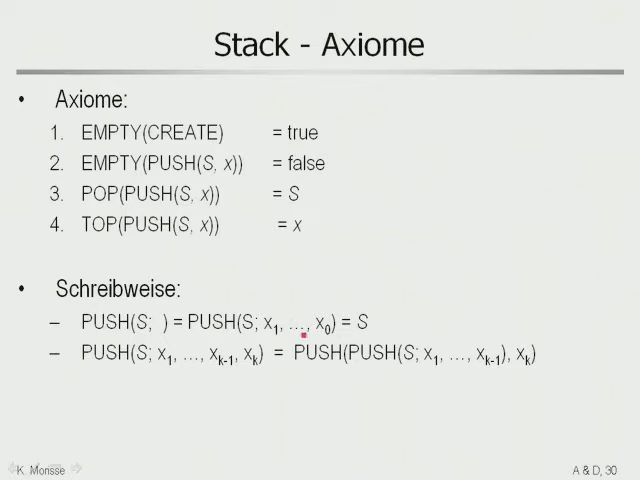 Stack - Axiome
• Axiome:
1. EMPTY(CREATE) = true
2. EMPTY(PUSH(S, x)) = false
3. POP(PUSH(S, x)) = S
4. TOP(PUSH(S, x)) = x
• Schreibweise:
– PUSH(S; ) = PUSH(S; x1, …, x0) = S
– PUSH(S; x1, …, xk-1, xk) = PUSH(PUSH(S; x1, …, xk-1), xk)
K. Morisse
A & D, 30